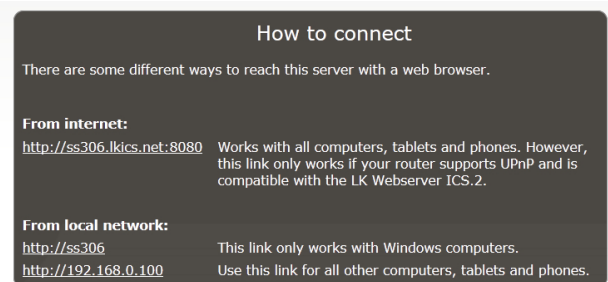 How to connect
There are some different ways to reach this server with a web browser.
From internet:
http://ss306.lkics.net:8080 Works with all computers, tablets and phones. However,
this link only works if your router supports UPnP and is
compatible with the LK Webserver ICS.2.
From local network:
http://ss306 This link only works with Windows computers.
http://192.168.0.100 Use this link for all other computers, tablets and phones.